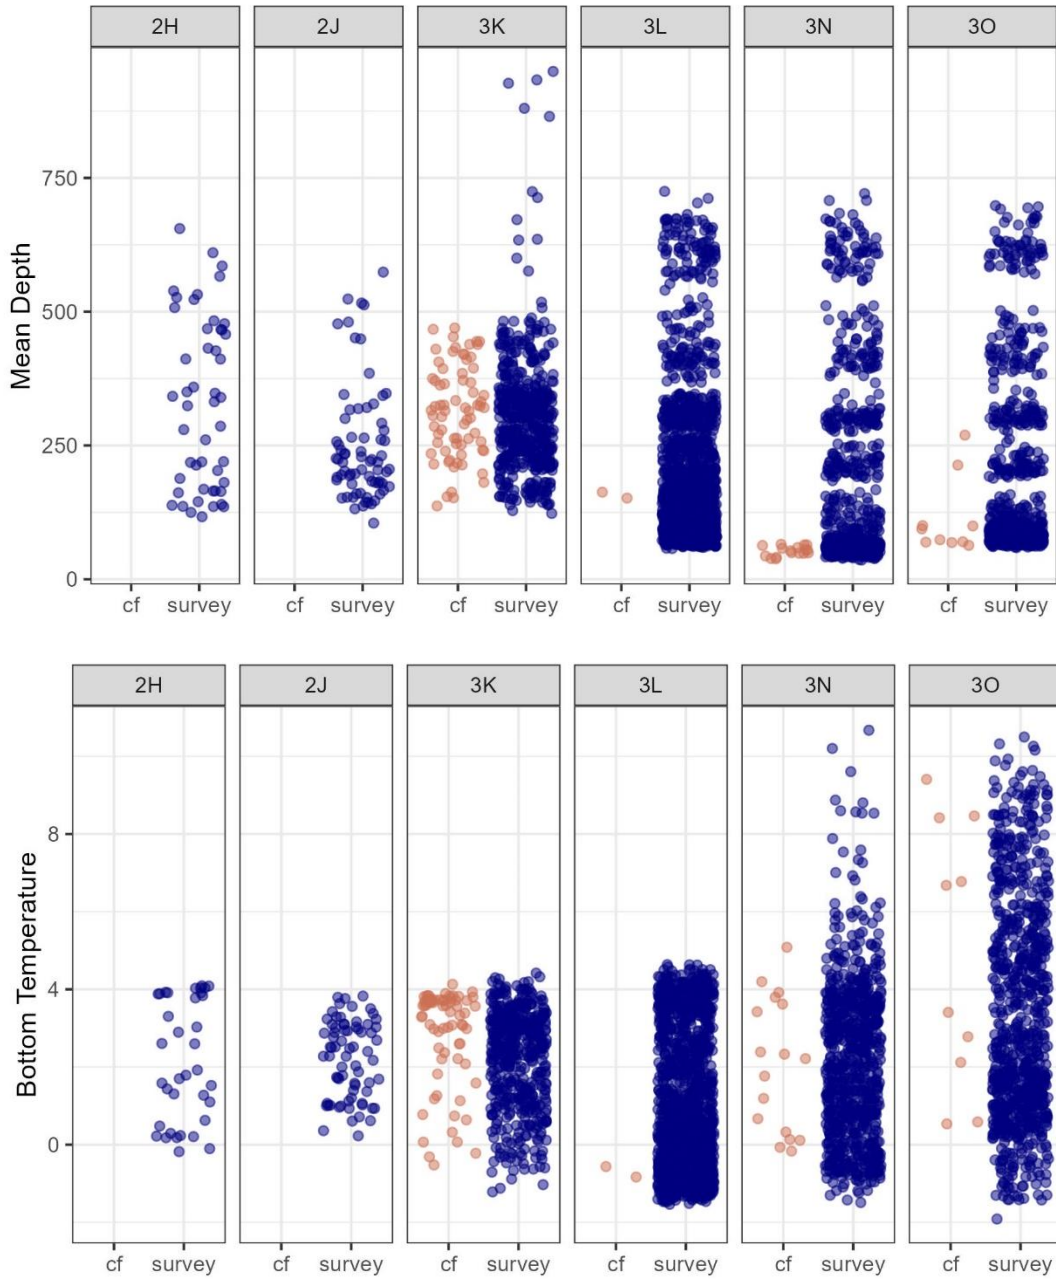 2H 2J 3K 3L 3N 3O
Mean Depth
750
500
250
0
cf survey cf survey cf survey cf survey cf survey cf survey
2H 2J 3K 3L 3N 3O
Bottom Temperature
8
4
0
cf survey cf survey cf survey cf survey cf survey cf survey